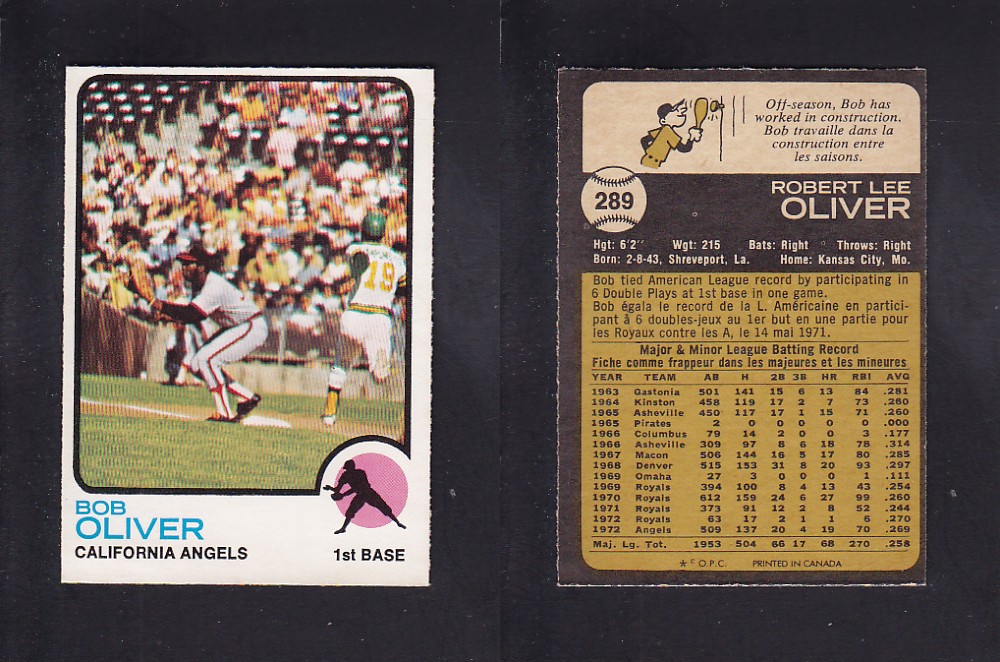 19
BOB
OLIVER
CALIFORNIA ANGELS
1st BASE
Off-season, Bob has
worked in construction.
Bob travaille dans la
construction entre
les saisons.
289
ROBERT LEE
OLIVER
Hgt: 6'2" Wgt: 215 Bats: Right Throws: Right
Born: 2-8-43, Shreveport, La. Home: Kansas City, Mo.
Bob tied American League record by participating in
6 Double Plays at 1st base in one game.
Bob égala le record de la L. Américaine en partici-
pant à 6 doubles-jeux au 1er but en une partie pour
les Royaux contre les A, le 14 mai 1971.
Major & Minor League Batting Record
Fiche comme frappeur dans les majeures et les mineures
YEAR TEAM AB H 2B 3B HR RBI AVG
1963 Gastonia 501 141 15 6 13 84 .281
1964 Kinston 458 119 17 2 7 73 .260
1965 Asheville 450 117 17 1 15 71 .260
1965 Pirates 2 0 0 0 0 0 .000
1966 Columbus 79 14 2 0 0 3 .177
1966 Asheville 309 97 8 6 18 78 .314
1967 Macon 506 144 16 5 17 80 .285
1968 Denver 515 153 31 8 20 93 .297
1969 Omaha 27 3 0 0 0 1 .111
1969 Royals 394 100 8 4 13 43 .254
1970 Royals 612 159 24 6 27 99 .260
1971 Royals 373 91 12 2 8 52 .244
1972 Royals 63 17 2 1 1 6 .270
1972 Angels 509 137 20 4 19 70 .269
Maj. Lg. Tot. 1953 504 66 17 68 270 .258
* © O.P.C. PRINTED IN CANADA